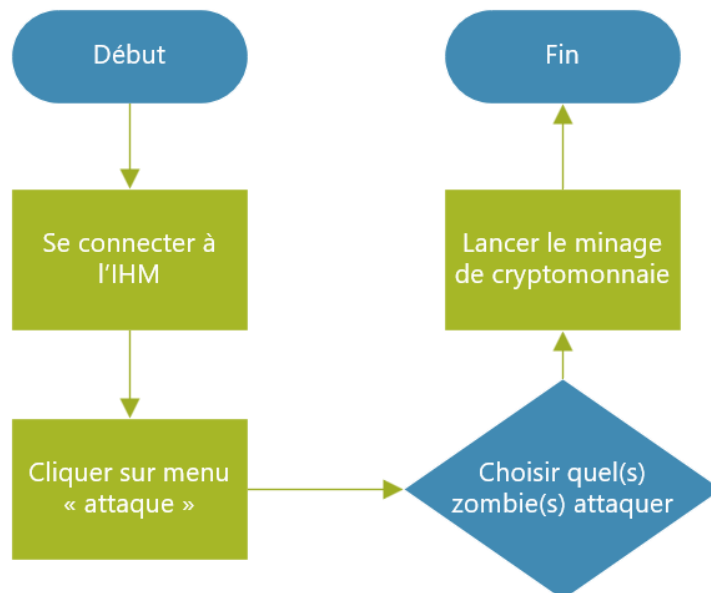 Début
Se connecter à
l’IHM
Cliquer sur menu
« attaque »
Choisir quel(s)
zombie(s) attaquer
Lancer le minage
de cryptomonnaie
Fin